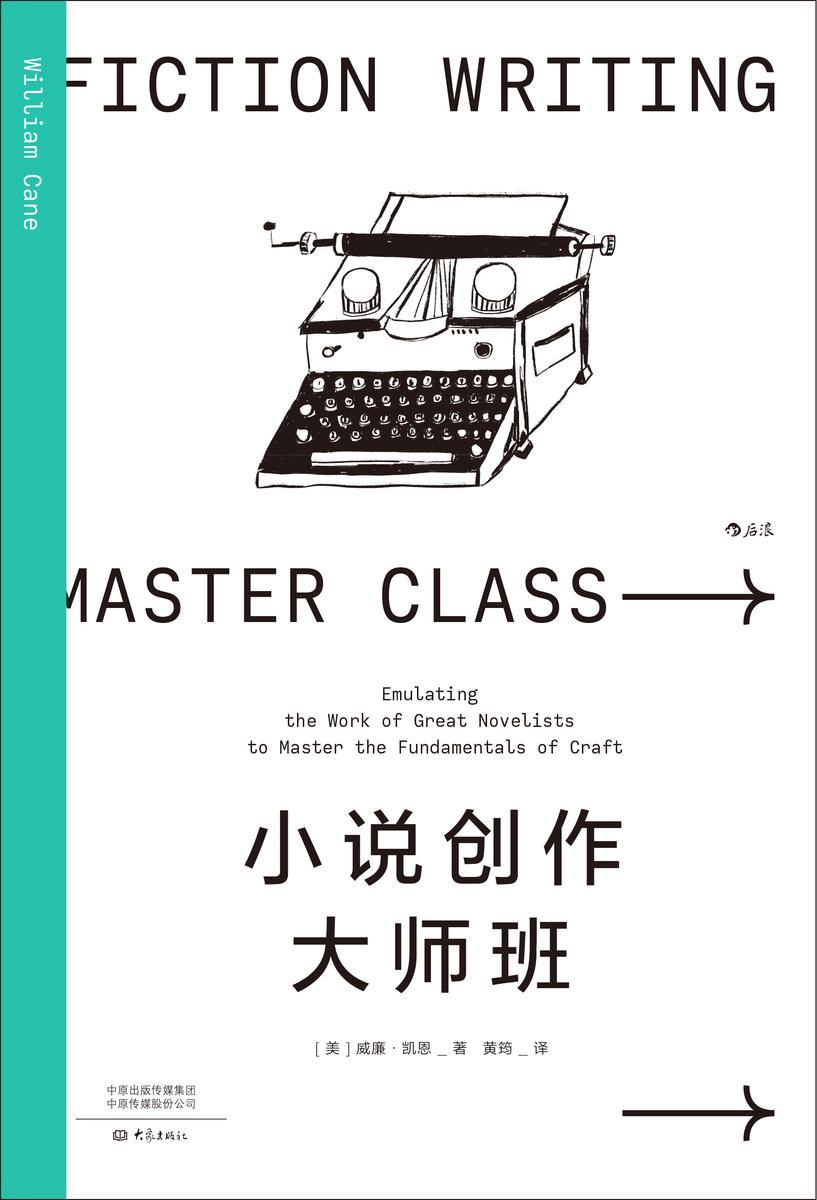 William Cane
FICTION WRITING
后浪
MASTER CLASS
Emulating
the Work of Great Novelists
to Master the Fundamentals of Craft
小说创作
大师班
[美]威廉·凯恩_著 黄筠_译
中原出版传媒集团
中原传媒股份公司
大象出版社